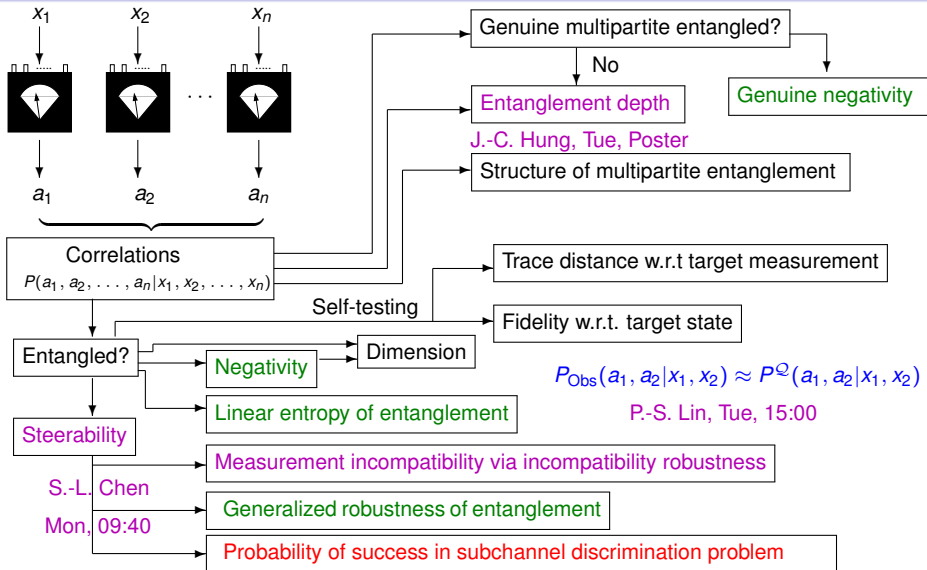 x₁ x₂ xₙ
..... ..... .....
. . .
a₁ a₂ aₙ
Correlations
P(a₁, a₂, . . . , aₙ|x₁, x₂, . . . , xₙ)
Genuine multipartite entangled?
No
Genuine negativity
Entanglement depth
J.-C. Hung, Tue, Poster
Structure of multipartite entanglement
Self-testing
Trace distance w.r.t target measurement
Fidelity w.r.t. target state
Entangled?
Negativity
Dimension
Linear entropy of entanglement
P_Obs(a₁, a₂|x₁, x₂) ≈ P^𝒬(a₁, a₂|x₁, x₂)
P.-S. Lin, Tue, 15:00
Steerability
S.-L. Chen
Mon, 09:40
Measurement incompatibility via incompatibility robustness
Generalized robustness of entanglement
Probability of success in subchannel discrimination problem